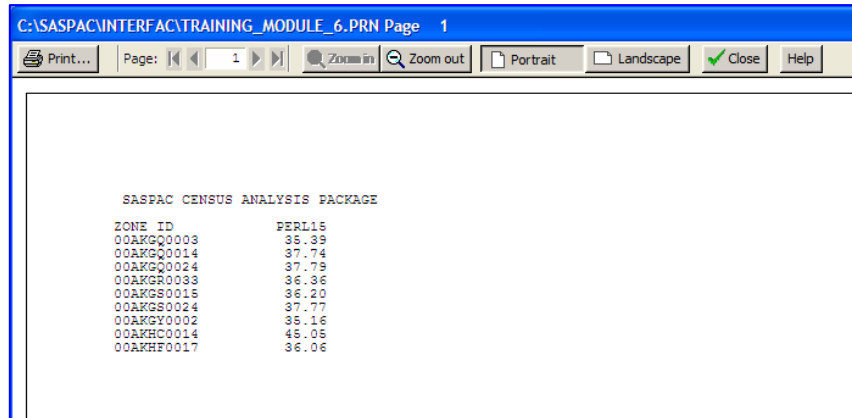 C:\SASPAC\INTERFAC\TRAINING_MODULE_6.PRN Page 1
Print... Page: 1 Zoom in Zoom out Portrait Landscape Close Help
SASPAC CENSUS ANALYSIS PACKAGE
ZONE ID PERL15
00AKGQ0003 35.39
00AKGQ0014 37.74
00AKGQ0024 37.79
00AKGR0033 36.36
00AKGS0015 36.20
00AKGS0024 37.77
00AKGY0002 35.16
00AKHC0014 45.05
00AKHF0017 36.06